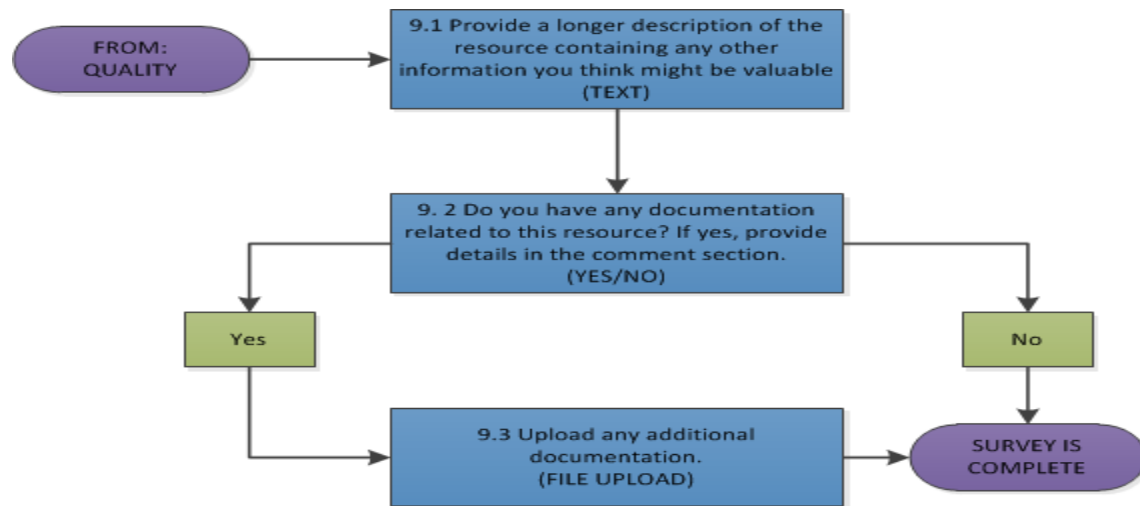 FROM:
QUALITY
9.1 Provide a longer description of the
resource containing any other
information you think might be valuable
(TEXT)
9. 2 Do you have any documentation
related to this resource? If yes, provide
details in the comment section.
(YES/NO)
Yes
No
9.3 Upload any additional
documentation.
(FILE UPLOAD)
SURVEY IS
COMPLETE